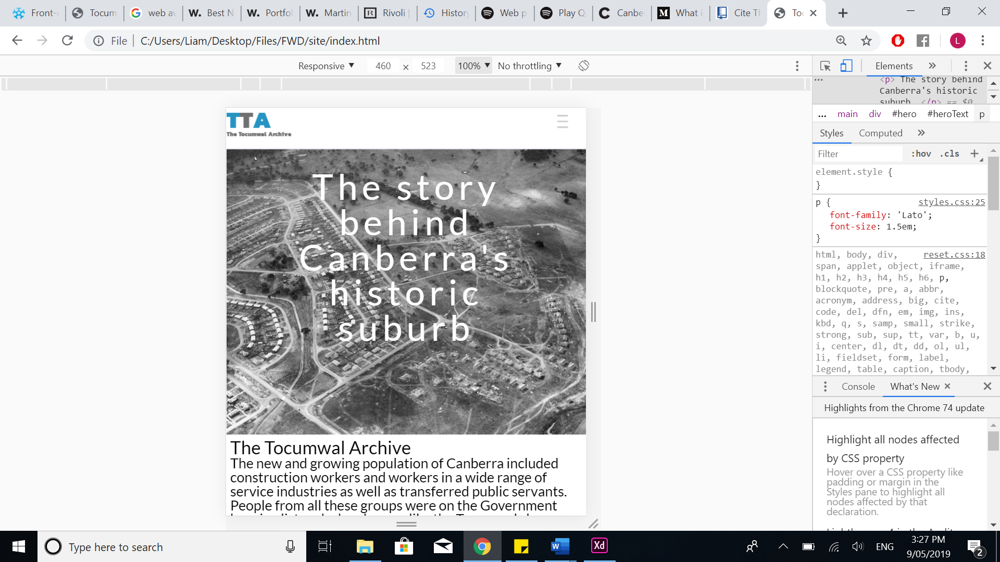 Front-
Tocum
web av
W. Best N
W. Portfol
W. Martin
R Rivoli
History
Web p
Play Q
Canbe
M What i
Cite Th
To
File C:/Users/Liam/Desktop/Files/FWD/site/index.html
L
Responsive ▼ 460 × 523 100% ▼ No throttling ▼
Elements »
<p> The story behind
Canberra's historic
suburb </p> == $0
... main div #hero #heroText p
Styles Computed »
Filter :hov .cls +
element.style {
}
p { styles.css:25
font-family: 'Lato';
font-size: 1.5em;
}
html, body, div, reset.css:18
span, applet, object, iframe,
h1, h2, h3, h4, h5, h6, p,
blockquote, pre, a, abbr,
acronym, address, big, cite,
code, del, dfn, em, img, ins,
kbd, q, s, samp, small, strike,
strong, sub, sup, tt, var, b, u,
i, center, dl, dt, dd, ol, ul,
li, fieldset, form, label,
legend, table, caption, tbody,
Console What's New ×
Highlights from the Chrome 74 update
Highlight all nodes affected
by CSS property
Hover over a CSS property like
padding or margin in the
Styles pane to highlight all
nodes affected by that
declaration.
TTA
The Tocumwal Archive
The story
behind
Canberra's
historic
suburb
The Tocumwal Archive
The new and growing population of Canberra included
construction workers and workers in a wide range of
service industries as well as transferred public servants.
People from all these groups were on the Government
Type here to search
Xd
ENG
3:27 PM
9/05/2019
2